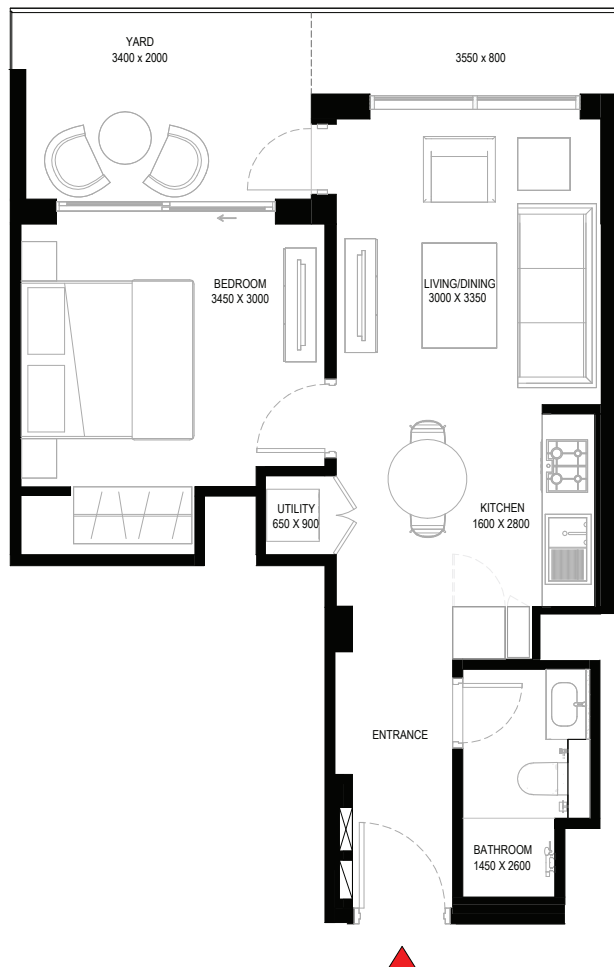 YARD
3400 x 2000
3550 x 800
BEDROOM
3450 X 3000
LIVING/DINING
3000 X 3350
UTILITY
650 X 900
KITCHEN
1600 X 2800
ENTRANCE
BATHROOM
1450 X 2600